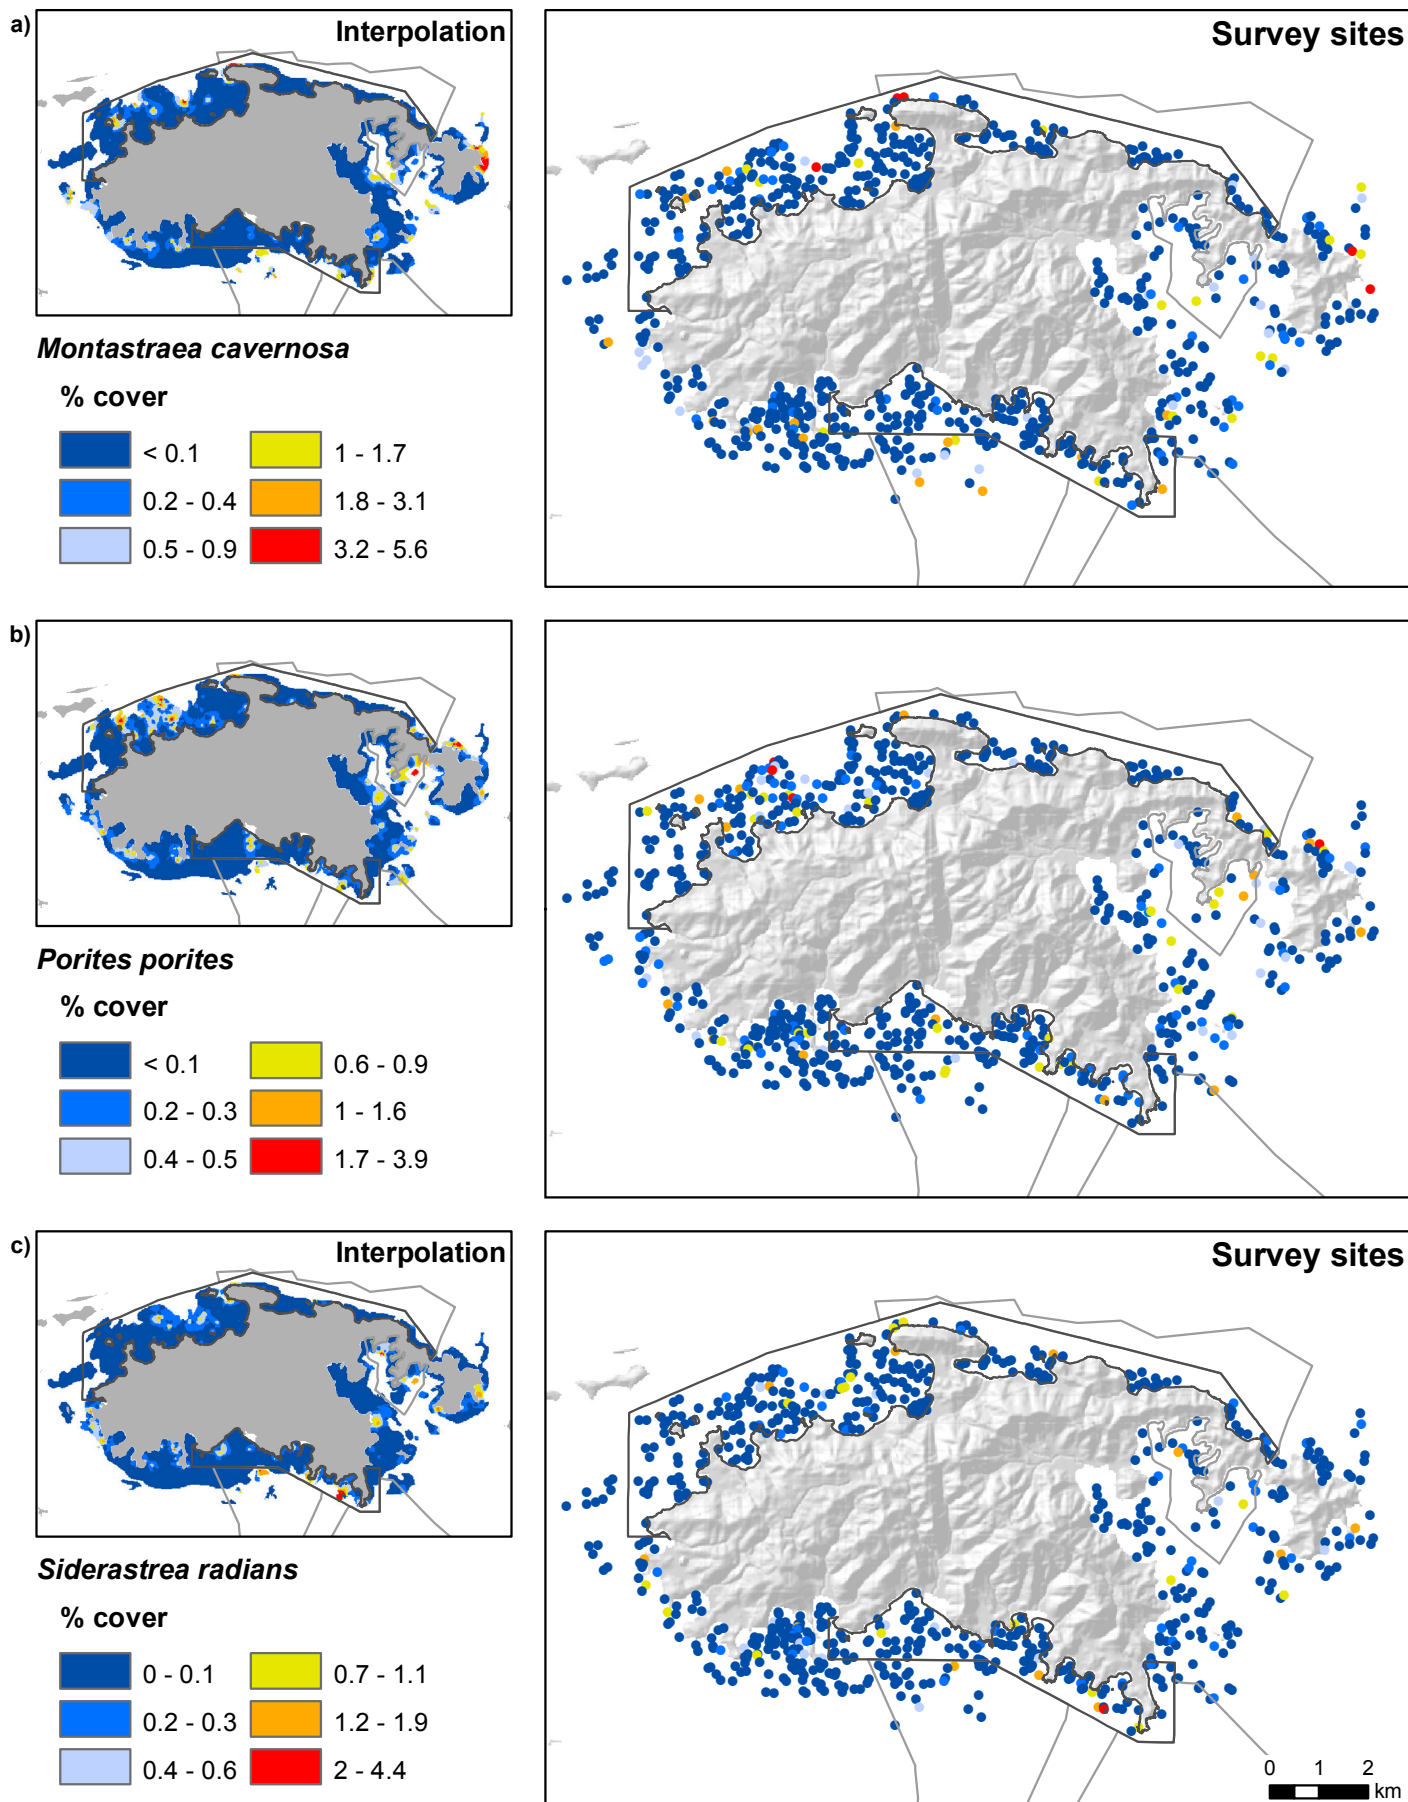 a)
Interpolation
Survey sites
Montastraea cavernosa
% cover
< 0.1
1 - 1.7
0.2 - 0.4
1.8 - 3.1
0.5 - 0.9
3.2 - 5.6
b)
Porites porites
% cover
< 0.1
0.6 - 0.9
0.2 - 0.3
1 - 1.6
0.4 - 0.5
1.7 - 3.9
c)
Interpolation
Survey sites
Siderastrea radians
% cover
0 - 0.1
0.7 - 1.1
0.2 - 0.3
1.2 - 1.9
0.4 - 0.6
2 - 4.4
0 1 2
km